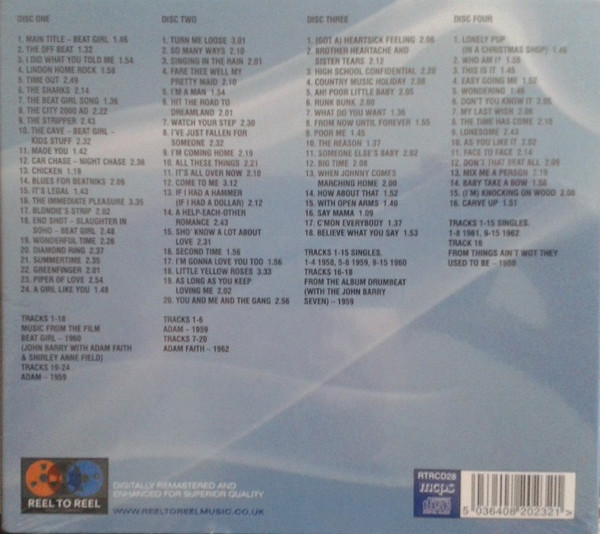 DISC ONE
1. MAIN TITLE – BEAT GIRL 1.46
2. THE OFF BEAT 1.32
3. I DID WHAT YOU TOLD ME 1.54
4. LINDON HOME ROCK 1.58
5. TIME OUT 2.49
6. THE SHARKS 2.14
7. THE BEAT GIRL SONG 1.36
8. THE CITY 2000 AD 2.22
9. THE STRIPPER 2.43
10. THE CAVE – BEAT GIRL –
KIDS STUFF 2.32
11. MADE YOU 1.42
12. CAR CHASE – NIGHT CHASE 2.36
13. CHICKEN 1.19
14. BLUES FOR BEATNIKS 2.06
15. IT'S LEGAL 1.43
16. THE IMMEDIATE PLEASURE 3.35
17. BLONDIE'S STRIP 2.02
18. END SHOT – SLAUGHTER IN
SOHO – BEAT GIRL 2.48
19. WONDERFUL TIME 2.26
20. DIAMOND RING 2.37
21. SUMMERTIME 2.35
22. GREENFINGER 2.01
23. PIPER OF LOVE 2.54
24. A GIRL LIKE YOU 1.48
TRACKS 1-18
MUSIC FROM THE FILM
BEAT GIRL – 1960
(JOHN BARRY WITH ADAM FAITH
& SHIRLEY ANNE FIELD)
TRACKS 19-24
ADAM – 1959
DISC TWO
1. TURN ME LOOSE 3.01
2. SO MANY WAYS 2.10
3. SINGING IN THE RAIN 2.01
4. FARE THEE WELL MY
PRETTY MAID 2.10
5. I'M A MAN 1.54
6. HIT THE ROAD TO
DREAMLAND 2.01
7. WATCH YOUR STEP 2.30
8. I'VE JUST FALLEN FOR
SOMEONE 2.32
9. I'M COMING HOME 2.19
10. ALL THESE THINGS 2.21
11. IT'S ALL OVER NOW 2.10
12. COME TO ME 3.12
13. IF I HAD A HAMMER
(IF I HAD A DOLLAR) 2.12
14. A HELP-EACH-OTHER
ROMANCE 2.43
15. SHO' KNOW A LOT ABOUT
LOVE 2.31
16. SECOND TIME 1.56
17. I'M GONNA LOVE YOU TOO 1.56
18. LITTLE YELLOW ROSES 3.33
19. AS LONG AS YOU KEEP
LOVING ME 2.02
20. YOU AND ME AND THE GANG 2.56
TRACKS 1-6
ADAM – 1959
TRACKS 7-20
ADAM FAITH – 1962
DISC THREE
1. (GOT A) HEARTSICK FEELING 2.06
2. BROTHER HEARTACHE AND
SISTER TEARS 2.12
3. HIGH SCHOOL CONFIDENTIAL 2.20
4. COUNTRY MUSIC HOLIDAY 2.08
5. AH! POOR LITTLE BABY 2.05
6. RUNK BUNK 2.00
7. WHAT DO YOU WANT 1.36
8. FROM NOW UNTIL FOREVER 1.55
9. POOR ME 1.45
10. THE REASON 1.37
11. SOMEONE ELSE'S BABY 2.02
12. BIG TIME 2.08
13. WHEN JOHNNY COMES
MARCHING HOME 2.00
14. HOW ABOUT THAT 1.52
15. WITH OPEN ARMS 1.49
16. SAY MAMA 1.09
17. C'MON EVERYBODY 1.37
18. BELIEVE WHAT YOU SAY 1.53
TRACKS 1-15 SINGLES.
1-4 1958, 5-8 1959, 9-15 1960
TRACKS 16-18
FROM THE ALBUM DRUMBEAT
(WITH THE JOHN BARRY
SEVEN) – 1959
DISC FOUR
1. LONELY PUP
(IN A CHRISTMAS SHOP) 1.46
2. WHO AM I? 1.55
3. THIS IS IT 1.45
4. EASY GOING ME 1.52
5. WONDERING 1.46
6. DON'T YOU KNOW IT 2.05
7. MY LAST WISH 2.06
8. THE TIME HAS COME 2.10
9. LONESOME 2.43
10. AS YOU LIKE IT 2.02
11. FACE TO FACE 2.14
12. DON'T THAT BEAT ALL 2.09
13. MIX ME A PERSON 2.19
14. BABY TAKE A BOW 1.58
15. (I'M) KNOCKING ON WOOD 2.08
16. CARVE UP 1.51
TRACKS 1-15 SINGLES.
1-8 1961, 9-15 1962
TRACK 16
FROM THINGS AIN'T WOT THEY
USED TO BE – 1960
REEL TO REEL
DIGITALLY REMASTERED AND
ENHANCED FOR SUPERIOR QUALITY
WWW.REELTOREELMUSIC.CO.UK
RTRCD28
mcps
5 036408 202321 >